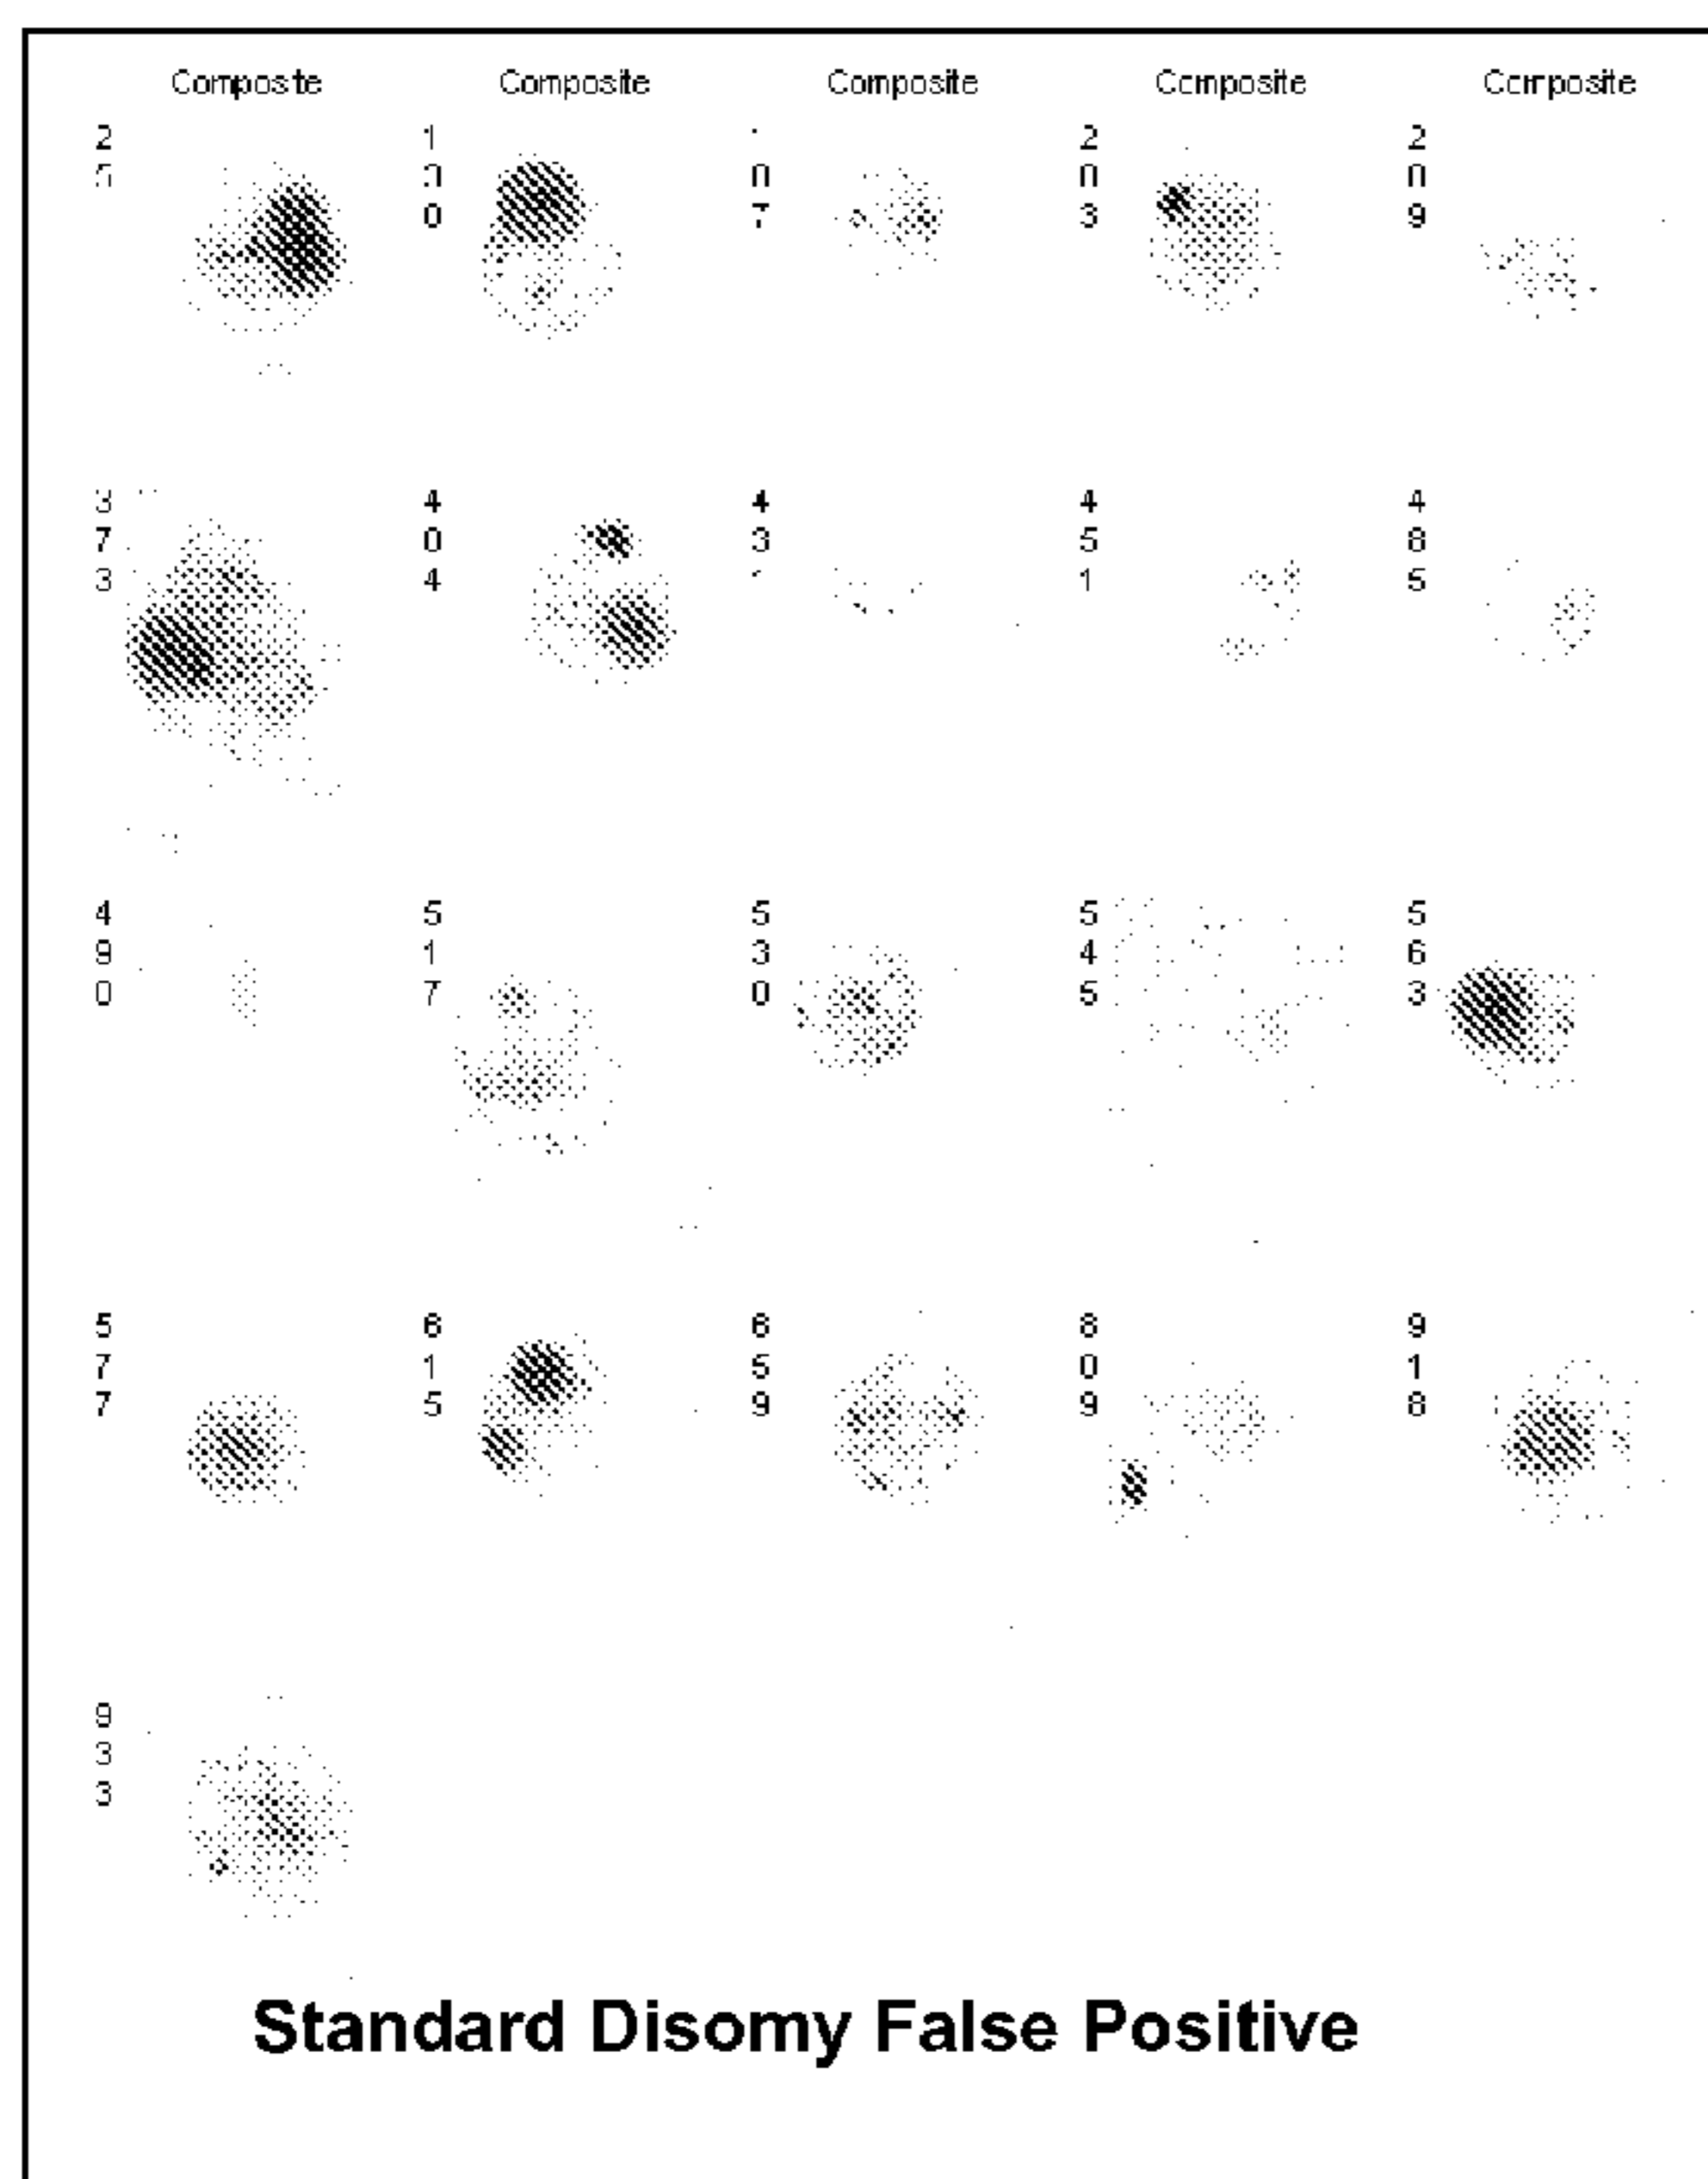 Composite Composite Composite Composite Composite
2 1 2 2
0 0 0
0 7 3 9
3 4 4 4 4
7 0 3 5 8
3 4 1 5
4 5 5 5 5
9 1 3 4 6
0 7 0 5 3
5 6 6 8 9
7 1 5 0 1
7 5 9 9 8
9
3
3
Standard Disomy False Positive